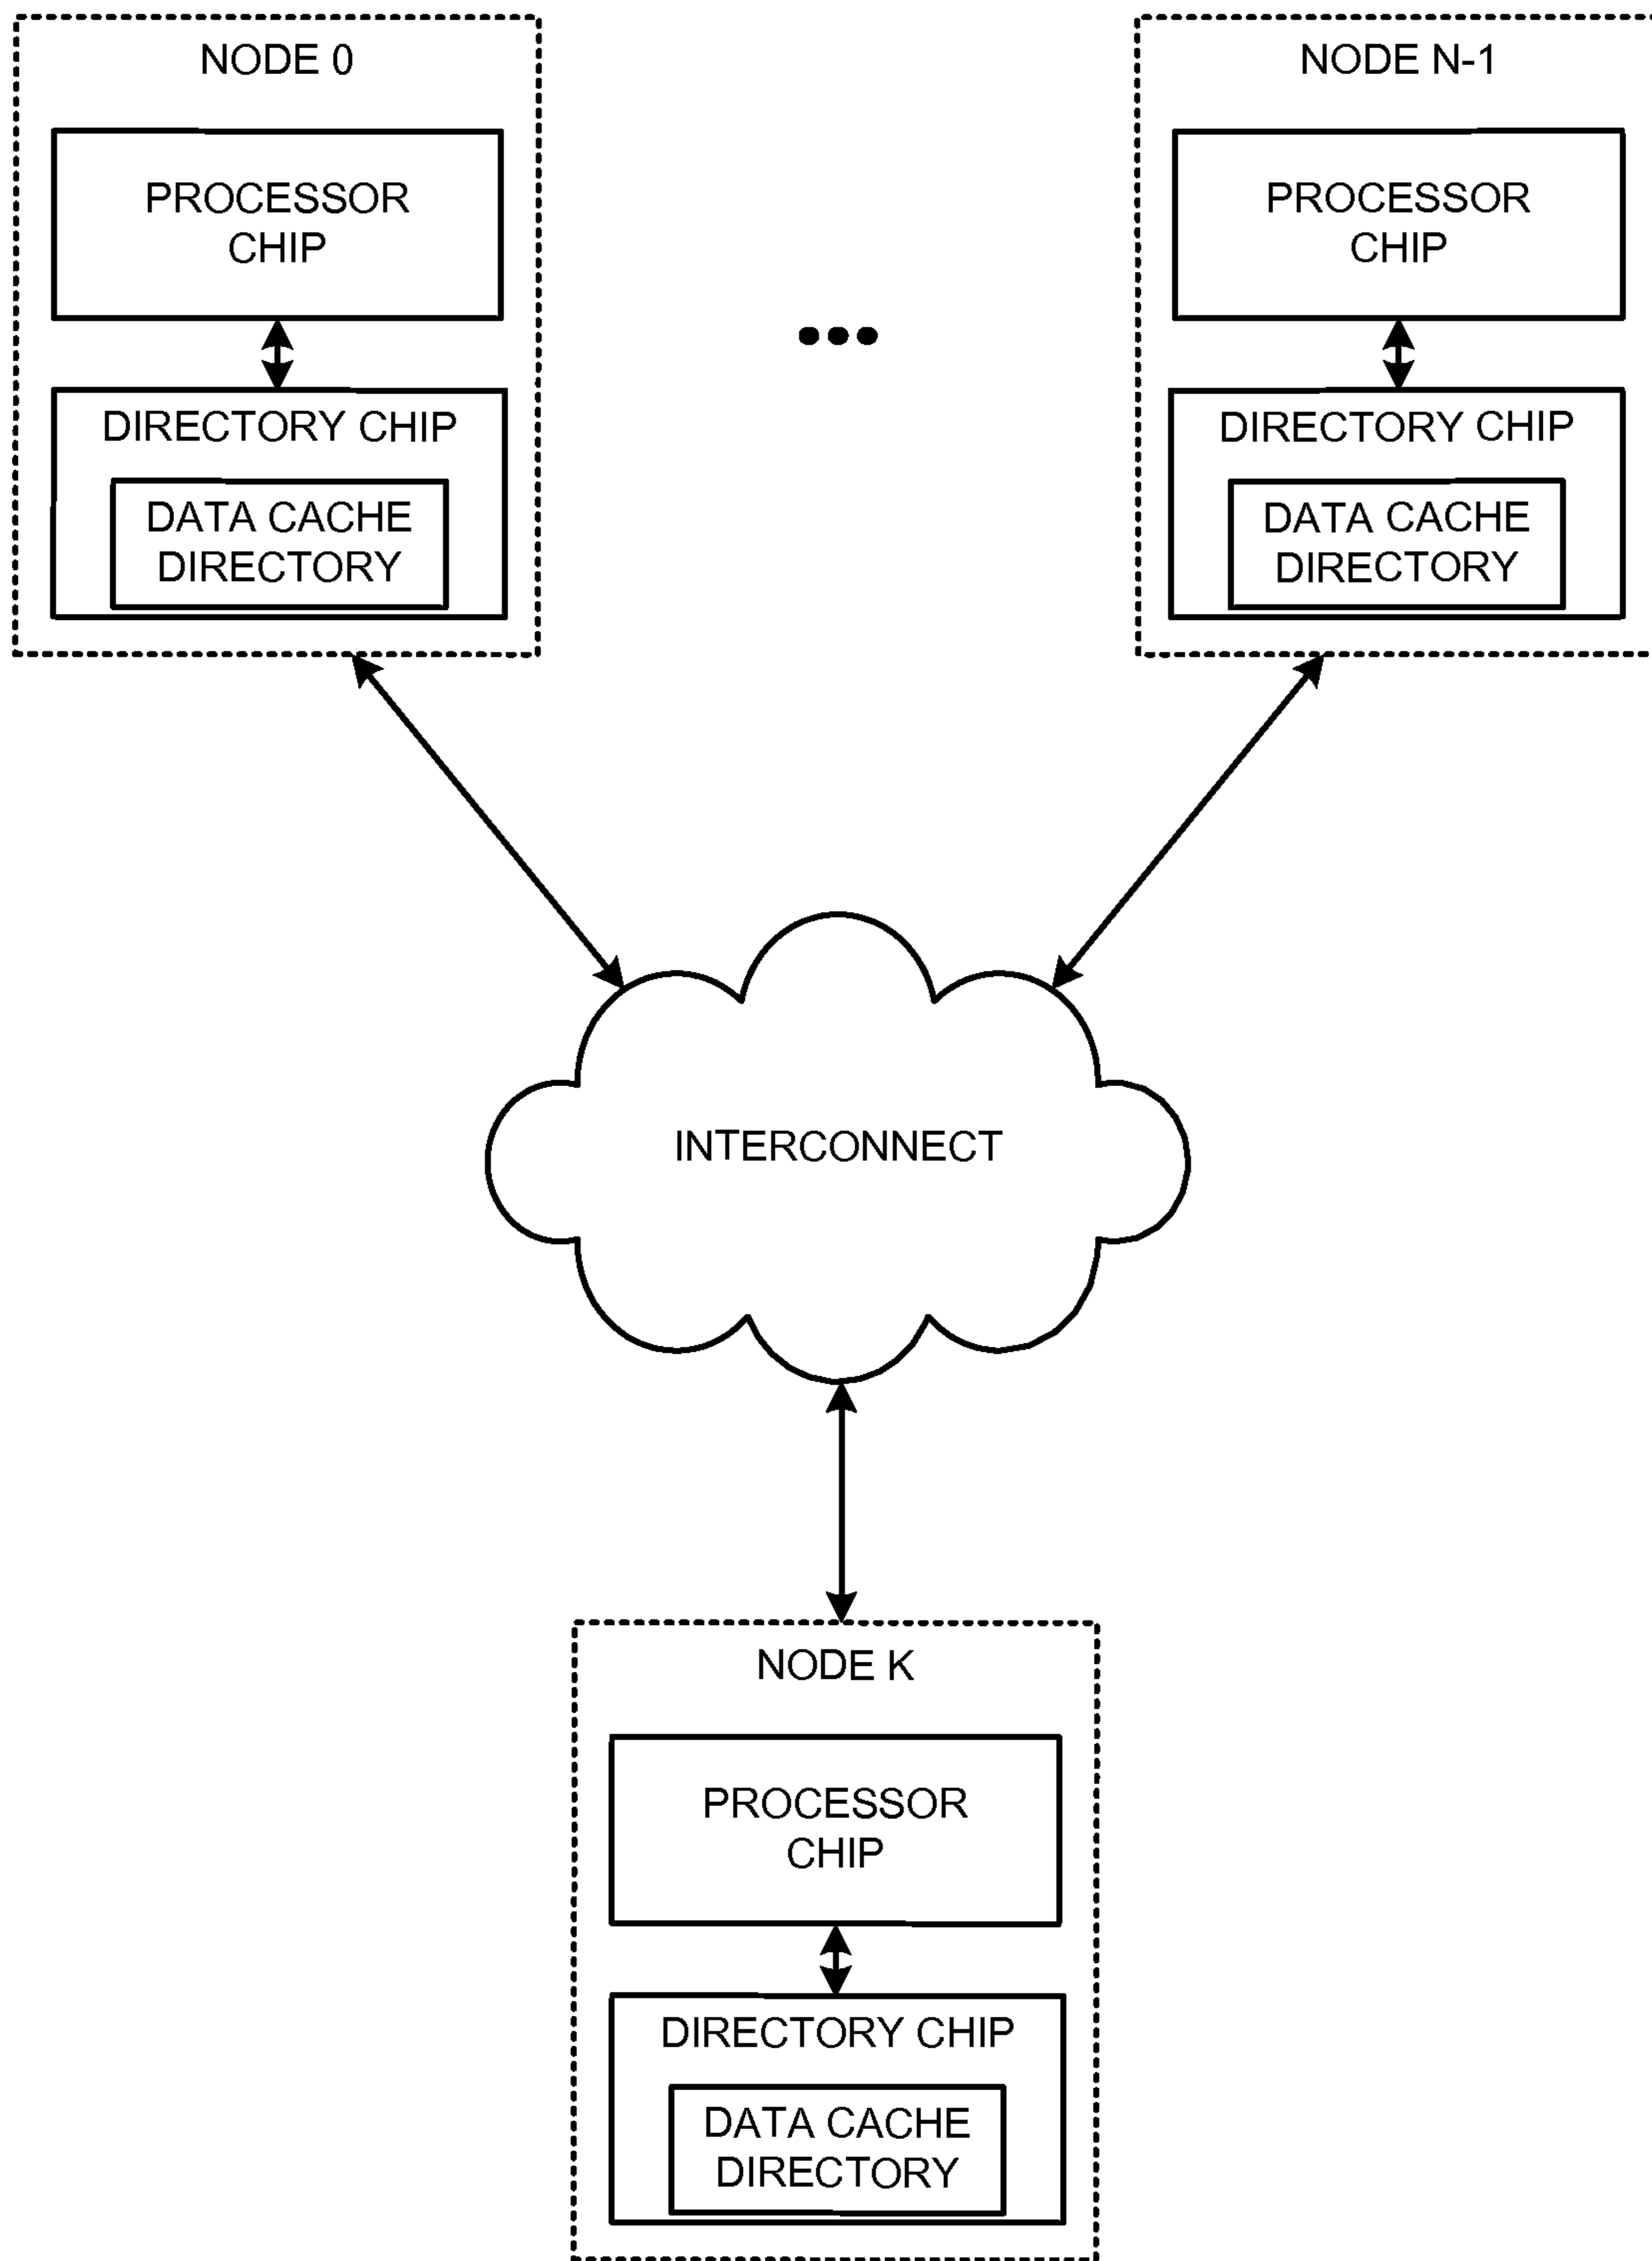 NODE 0
PROCESSOR
CHIP
DIRECTORY CHIP
DATA CACHE
DIRECTORY
NODE N-1
PROCESSOR
CHIP
DIRECTORY CHIP
DATA CACHE
DIRECTORY
INTERCONNECT
NODE K
PROCESSOR
CHIP
DIRECTORY CHIP
DATA CACHE
DIRECTORY